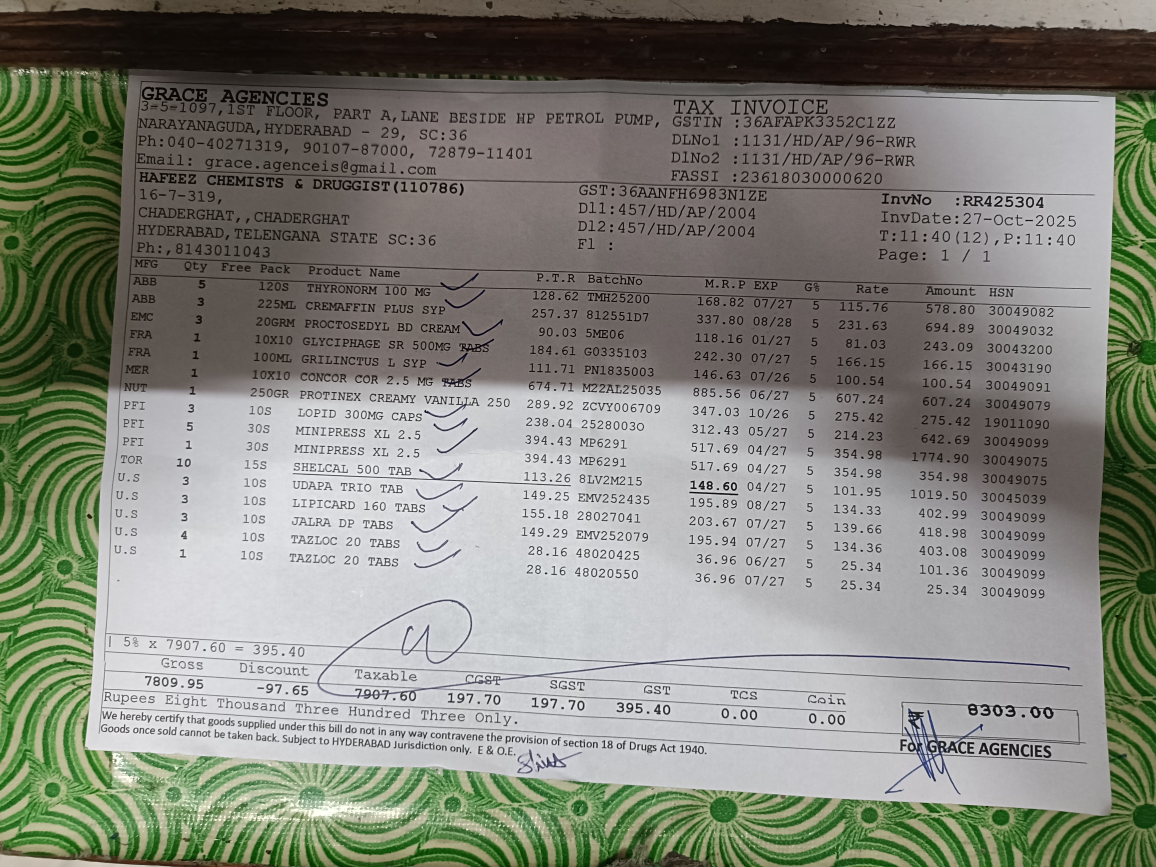 GRACE AGENCIES
3=5=1097,1ST FLOOR, PART A,LANE BESIDE HP PETROL PUMP,
NARAYANAGUDA,HYDERABAD - 29, SC:36
Ph:040-40271319, 90107-87000, 72879-11401
Email: grace.agenceis@gmail.com
TAX INVOICE
GSTIN :36AFAPK3352C1ZZ
DLNo1 :1131/HD/AP/96-RWR
DlNo2 :1131/HD/AP/96-RWR
FASSI :23618030000620
HAFEEZ CHEMISTS & DRUGGIST(110786)
16-7-319,
CHADERGHAT,,CHADERGHAT
HYDERABAD,TELENGANA STATE SC:36
Ph:,8143011043
GST:36AANFH6983N1ZE
Dl1:457/HD/AP/2004
Dl2:457/HD/AP/2004
Fl :
InvNo :RR425304
InvDate:27-Oct-2025
T:11:40(12),P:11:40
Page: 1 / 1
MFG Qty Free Pack Product Name P.T.R BatchNo M.R.P EXP G% Rate Amount HSN
ABB 5 120S THYRONORM 100 MG 128.62 TMH25200 168.82 07/27 5 115.76 578.80 30049082
ABB 3 225ML CREMAFFIN PLUS SYP 257.37 812551D7 337.80 08/28 5 231.63 694.89 30049032
EMC 3 20GRM PROCTOSEDYL BD CREAM 90.03 5ME06 118.16 01/27 5 81.03 243.09 30043200
FRA 1 10X10 GLYCIPHAGE SR 500MG TABS 184.61 G0335103 242.30 07/27 5 166.15 166.15 30043190
FRA 1 100ML GRILINCTUS L SYP 111.71 PN1835003 146.63 07/26 5 100.54 100.54 30049091
MER 1 10X10 CONCOR COR 2.5 MG TABS 674.71 M22AL25035 885.56 06/27 5 607.24 607.24 30049079
NUT 1 250GR PROTINEX CREAMY VANILLA 250 289.92 ZCVY006709 347.03 10/26 5 275.42 275.42 19011090
PFI 3 10S LOPID 300MG CAPS 238.04 25280030 312.43 05/27 5 214.23 642.69 30049099
PFI 5 30S MINIPRESS XL 2.5 394.43 MP6291 517.69 04/27 5 354.98 1774.90 30049075
PFI 1 30S MINIPRESS XL 2.5 394.43 MP6291 517.69 04/27 5 354.98 354.98 30049075
TOR 10 15S SHELCAL 500 TAB 113.26 8LV2M215 148.60 04/27 5 101.95 1019.50 30045039
U.S 3 10S UDAPA TRIO TAB 149.25 EMV252435 195.89 08/27 5 134.33 402.99 30049099
U.S 3 10S LIPICARD 160 TABS 155.18 28027041 203.67 07/27 5 139.66 418.98 30049099
U.S 3 10S JALRA DP TABS 149.29 EMV252079 195.94 07/27 5 134.36 403.08 30049099
U.S 4 10S TAZLOC 20 TABS 28.16 48020425 36.96 06/27 5 25.34 101.36 30049099
U.S 1 10S TAZLOC 20 TABS 28.16 48020550 36.96 07/27 5 25.34 25.34 30049099
| 5% x 7907.60 = 395.40
Gross Discount Taxable CGST SGST GST TCS Coin
7809.95 -97.65 7907.60 197.70 197.70 395.40 0.00 0.00
₹ 8303.00
Rupees Eight Thousand Three Hundred Three Only.
We hereby certify that goods supplied under this bill do not in any way contravene the provision of section 18 of Drugs Act 1940.
Goods once sold cannot be taken back. Subject to HYDERABAD Jurisdiction only. E & O.E.
For GRACE AGENCIES